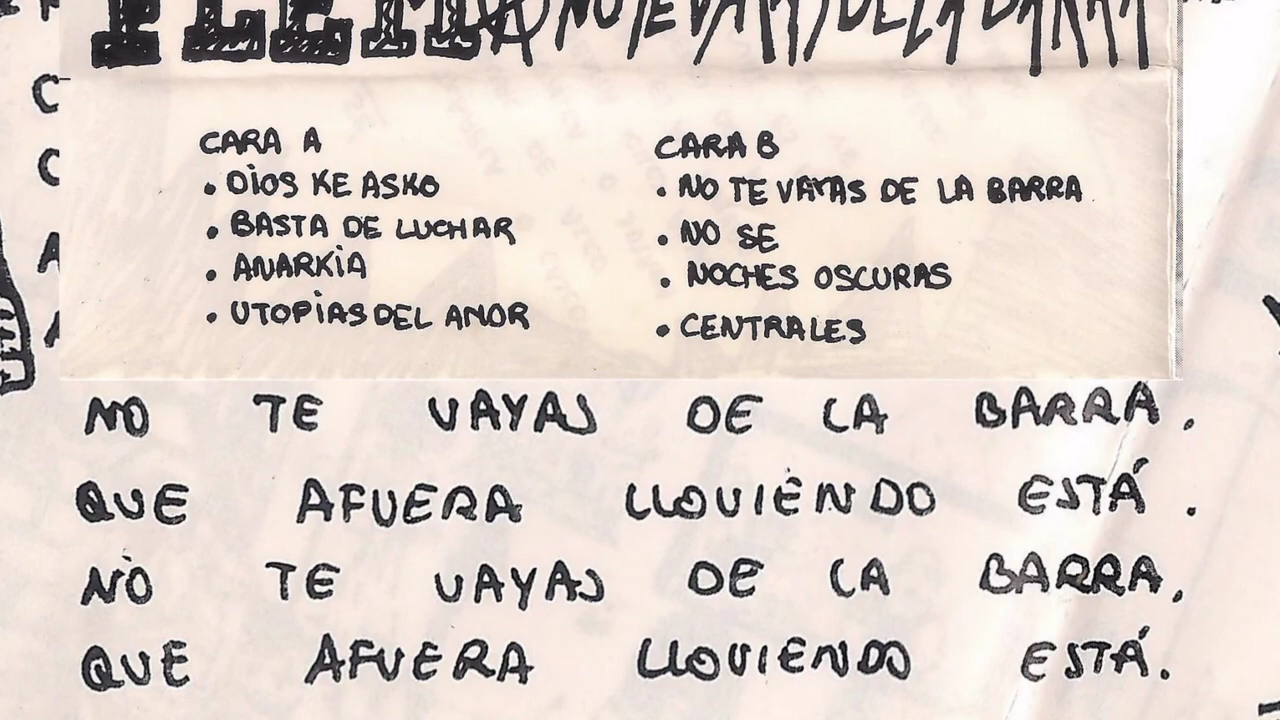 FLEMA NO TE VAYAS DE LA BARRA
CARA A
• DIOS KE ASKO
• BASTA DE LUCHAR
• ANARKIA
• UTOPIAS DEL AMOR
CARA B
• NO TE VAYAS DE LA BARRA
• NO SE
• NOCHES OSCURAS
• CENTRALES
NO TE VAYAS DE LA BARRA.
QUE AFUERA LLOVIENDO ESTÁ.
NO TE VAYAS DE LA BARRA.
QUE AFUERA LLOVIENDO ESTÁ.